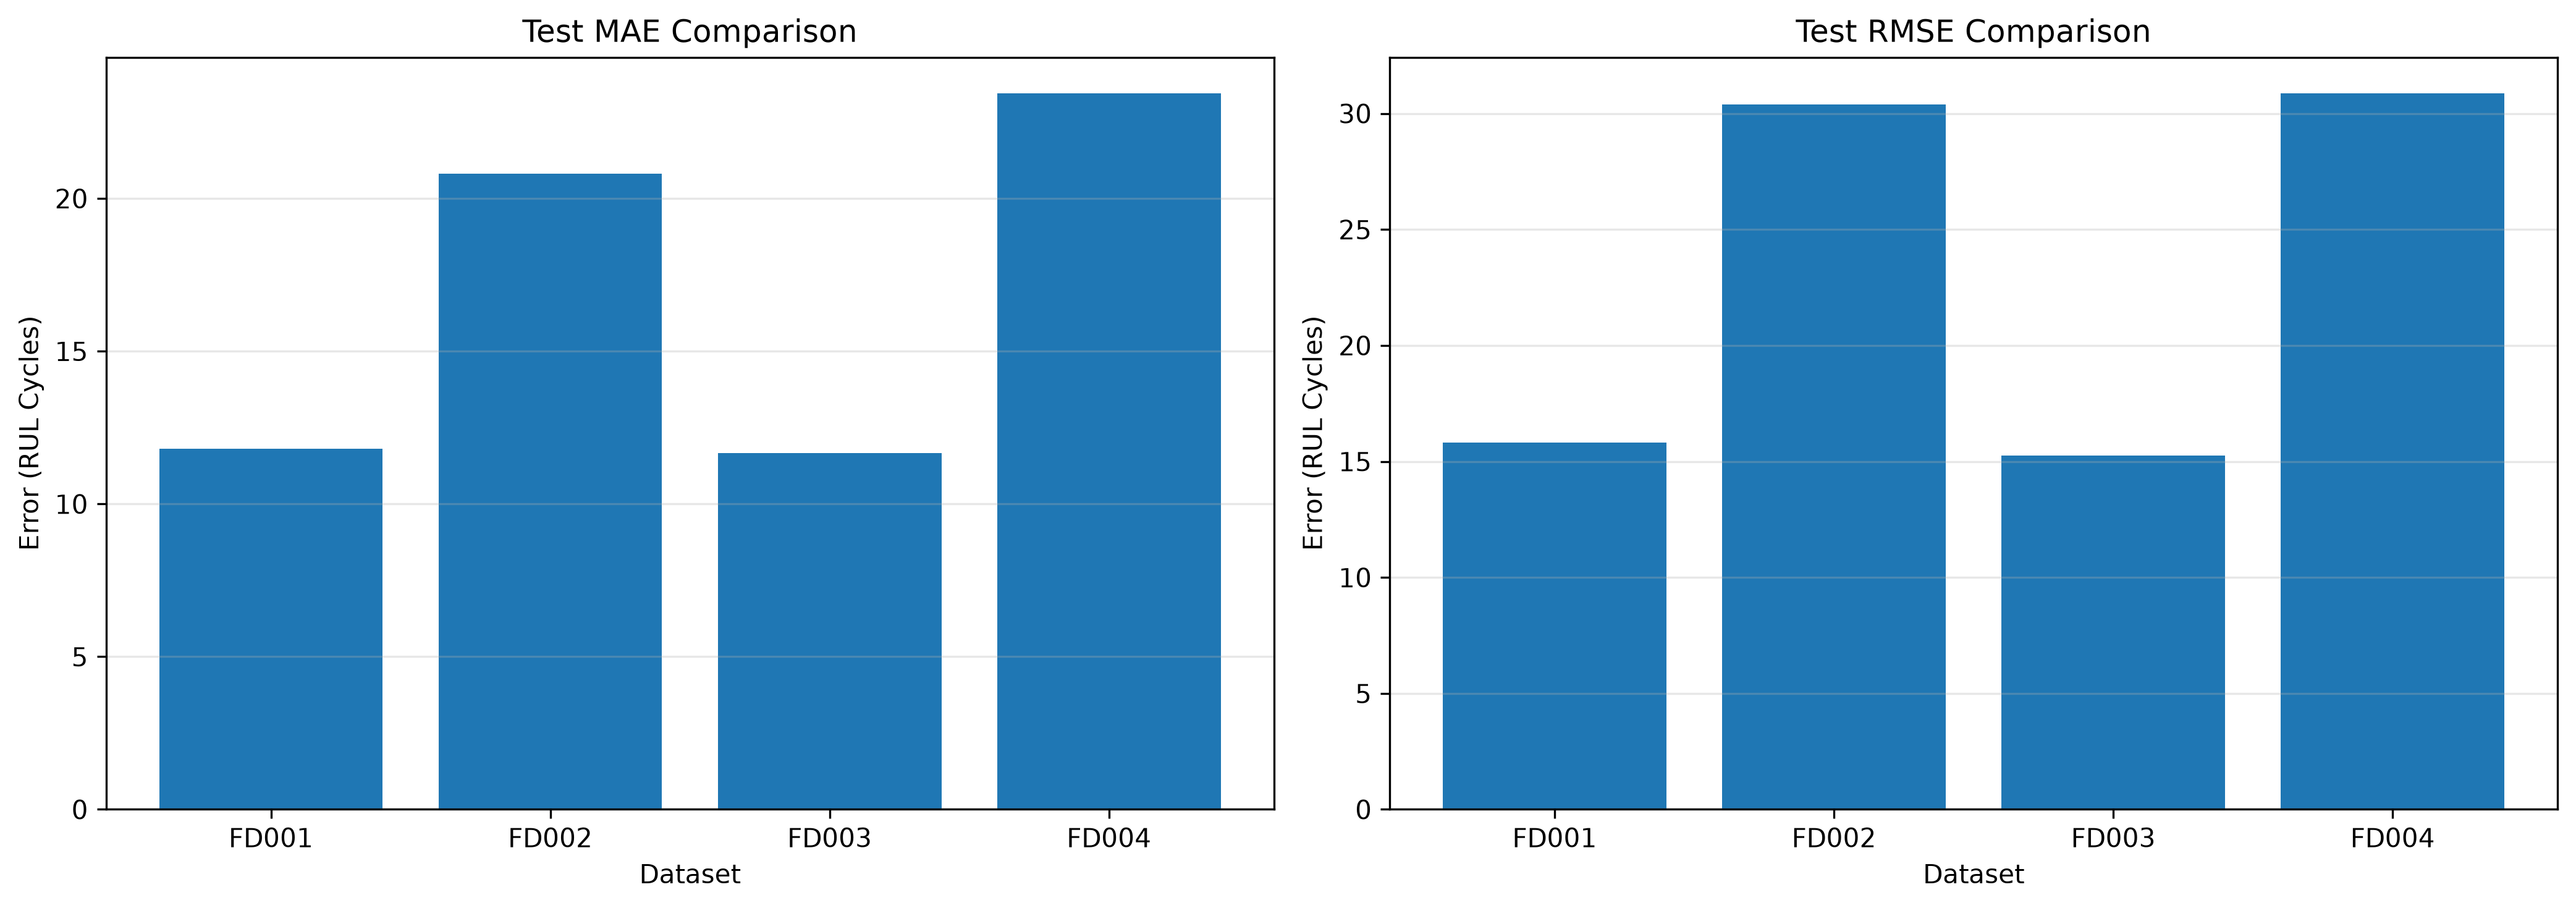 Test MAE Comparison
Error (RUL Cycles)
20
15
10
5
0
FD001 FD002 FD003 FD004
Dataset
Test RMSE Comparison
Error (RUL Cycles)
30
25
20
15
10
5
0
FD001 FD002 FD003 FD004
Dataset